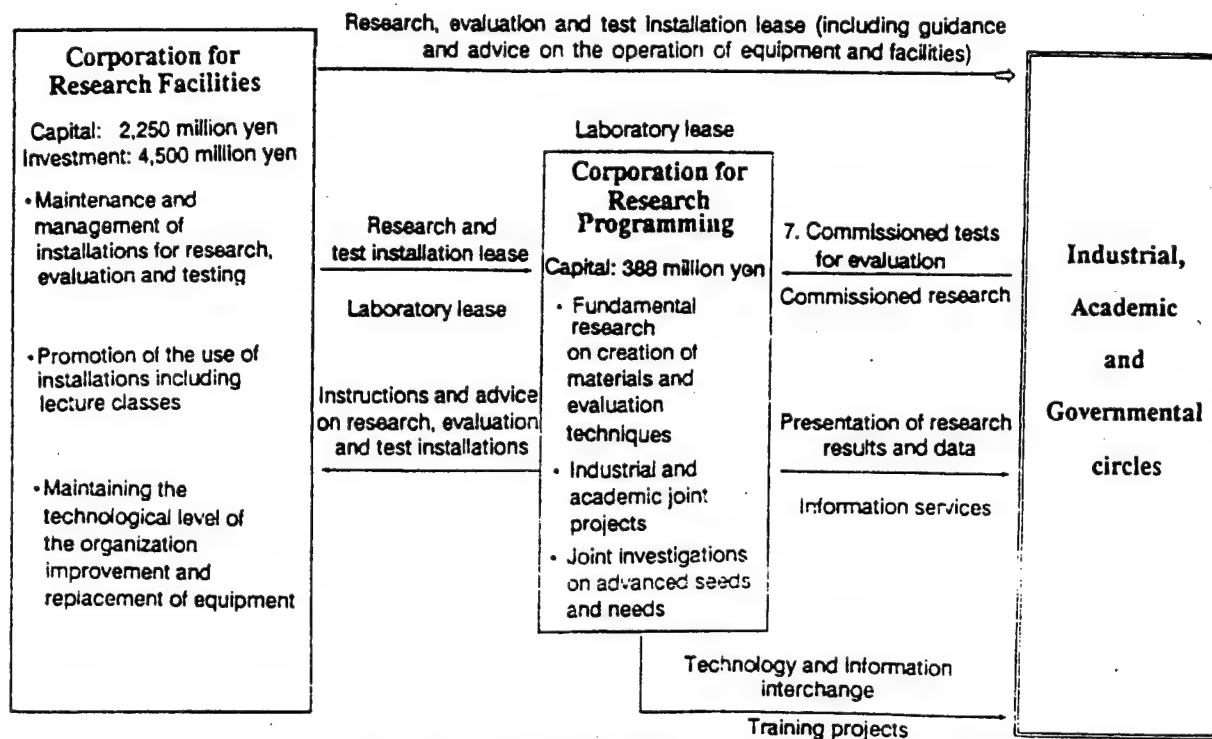 Research, evaluation and test installation lease (including guidance
and advice on the operation of equipment and facilities)
Corporation for
Research Facilities
Capital: 2,250 million yen
Investment: 4,500 million yen
• Maintenance and
management of
installations for research,
evaluation and testing
• Promotion of the use of
installations including
lecture classes
• Maintaining the
technological level of
the organization
improvement and
replacement of equipment
Research and
test installation lease
Laboratory lease
Instructions and advice
on research, evaluation
and test installations
Laboratory lease
Corporation for
Research
Programming
Capital: 388 million yen
• Fundamental
research
on creation of
materials and
evaluation
techniques
• Industrial and
academic joint
projects
• Joint investigations
on advanced seeds
and needs
7. Commissioned tests
for evaluation
Commissioned research
Presentation of research
results and data
Information services
Technology and information
interchange
Training projects
Industrial,
Academic
and
Governmental
circles